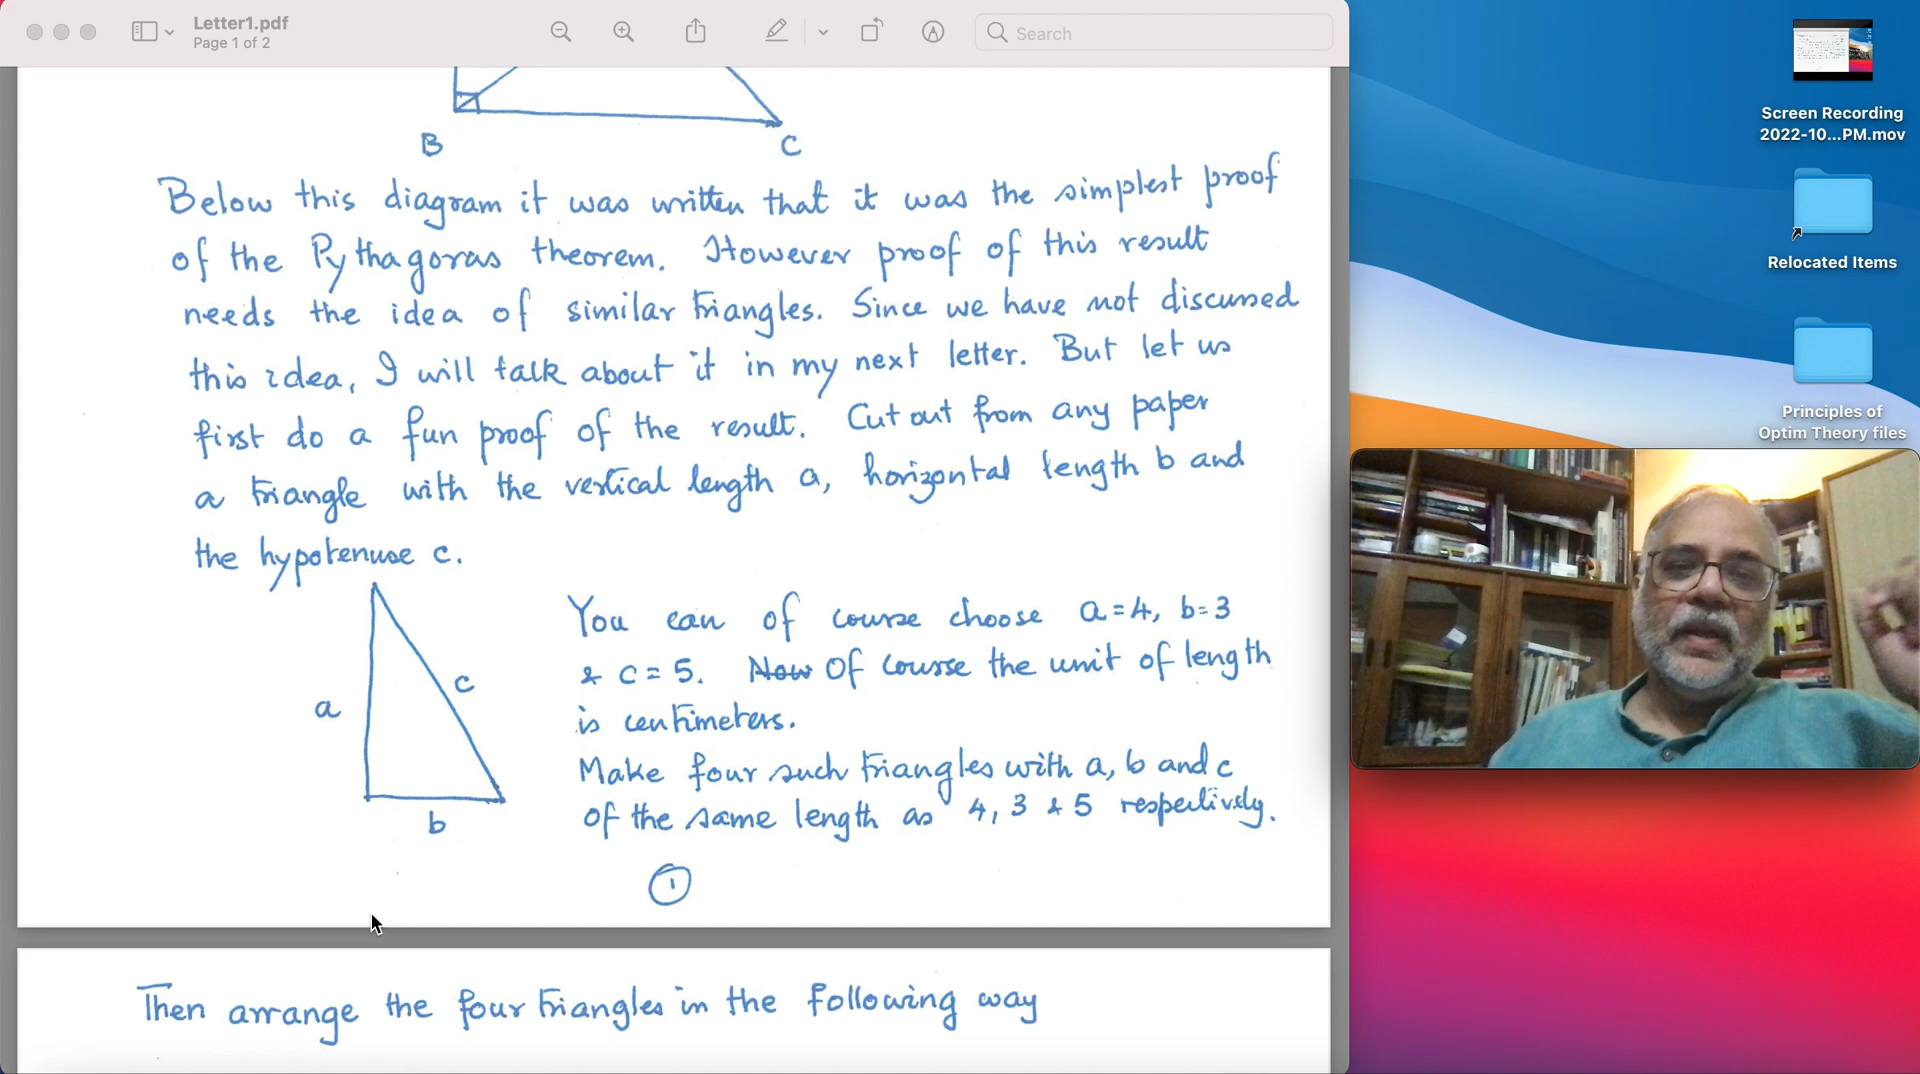 Letter1.pdf
Page 1 of 2
Search
B
C
Below this diagram it was written that it was the simplest proof
of the Pythagoras theorem. However proof of this result
needs the idea of similar triangles. Since we have not discussed
this idea, I will talk about it in my next letter. But let us
first do a fun proof of the result. Cut out from any paper
a triangle with the vertical length a, horizontal length b and
the hypotenuse c.
a
c
b
You can of course choose a=4, b=3
& c=5. Now Of course the unit of length
is centimeters.
Make four such triangles with a, b and c
of the same length as 4, 3 & 5 respectively.
1
Then arrange the four triangles in the following way
Screen Recording
2022-10...PM.mov
Relocated Items
Principles of
Optim Theory files